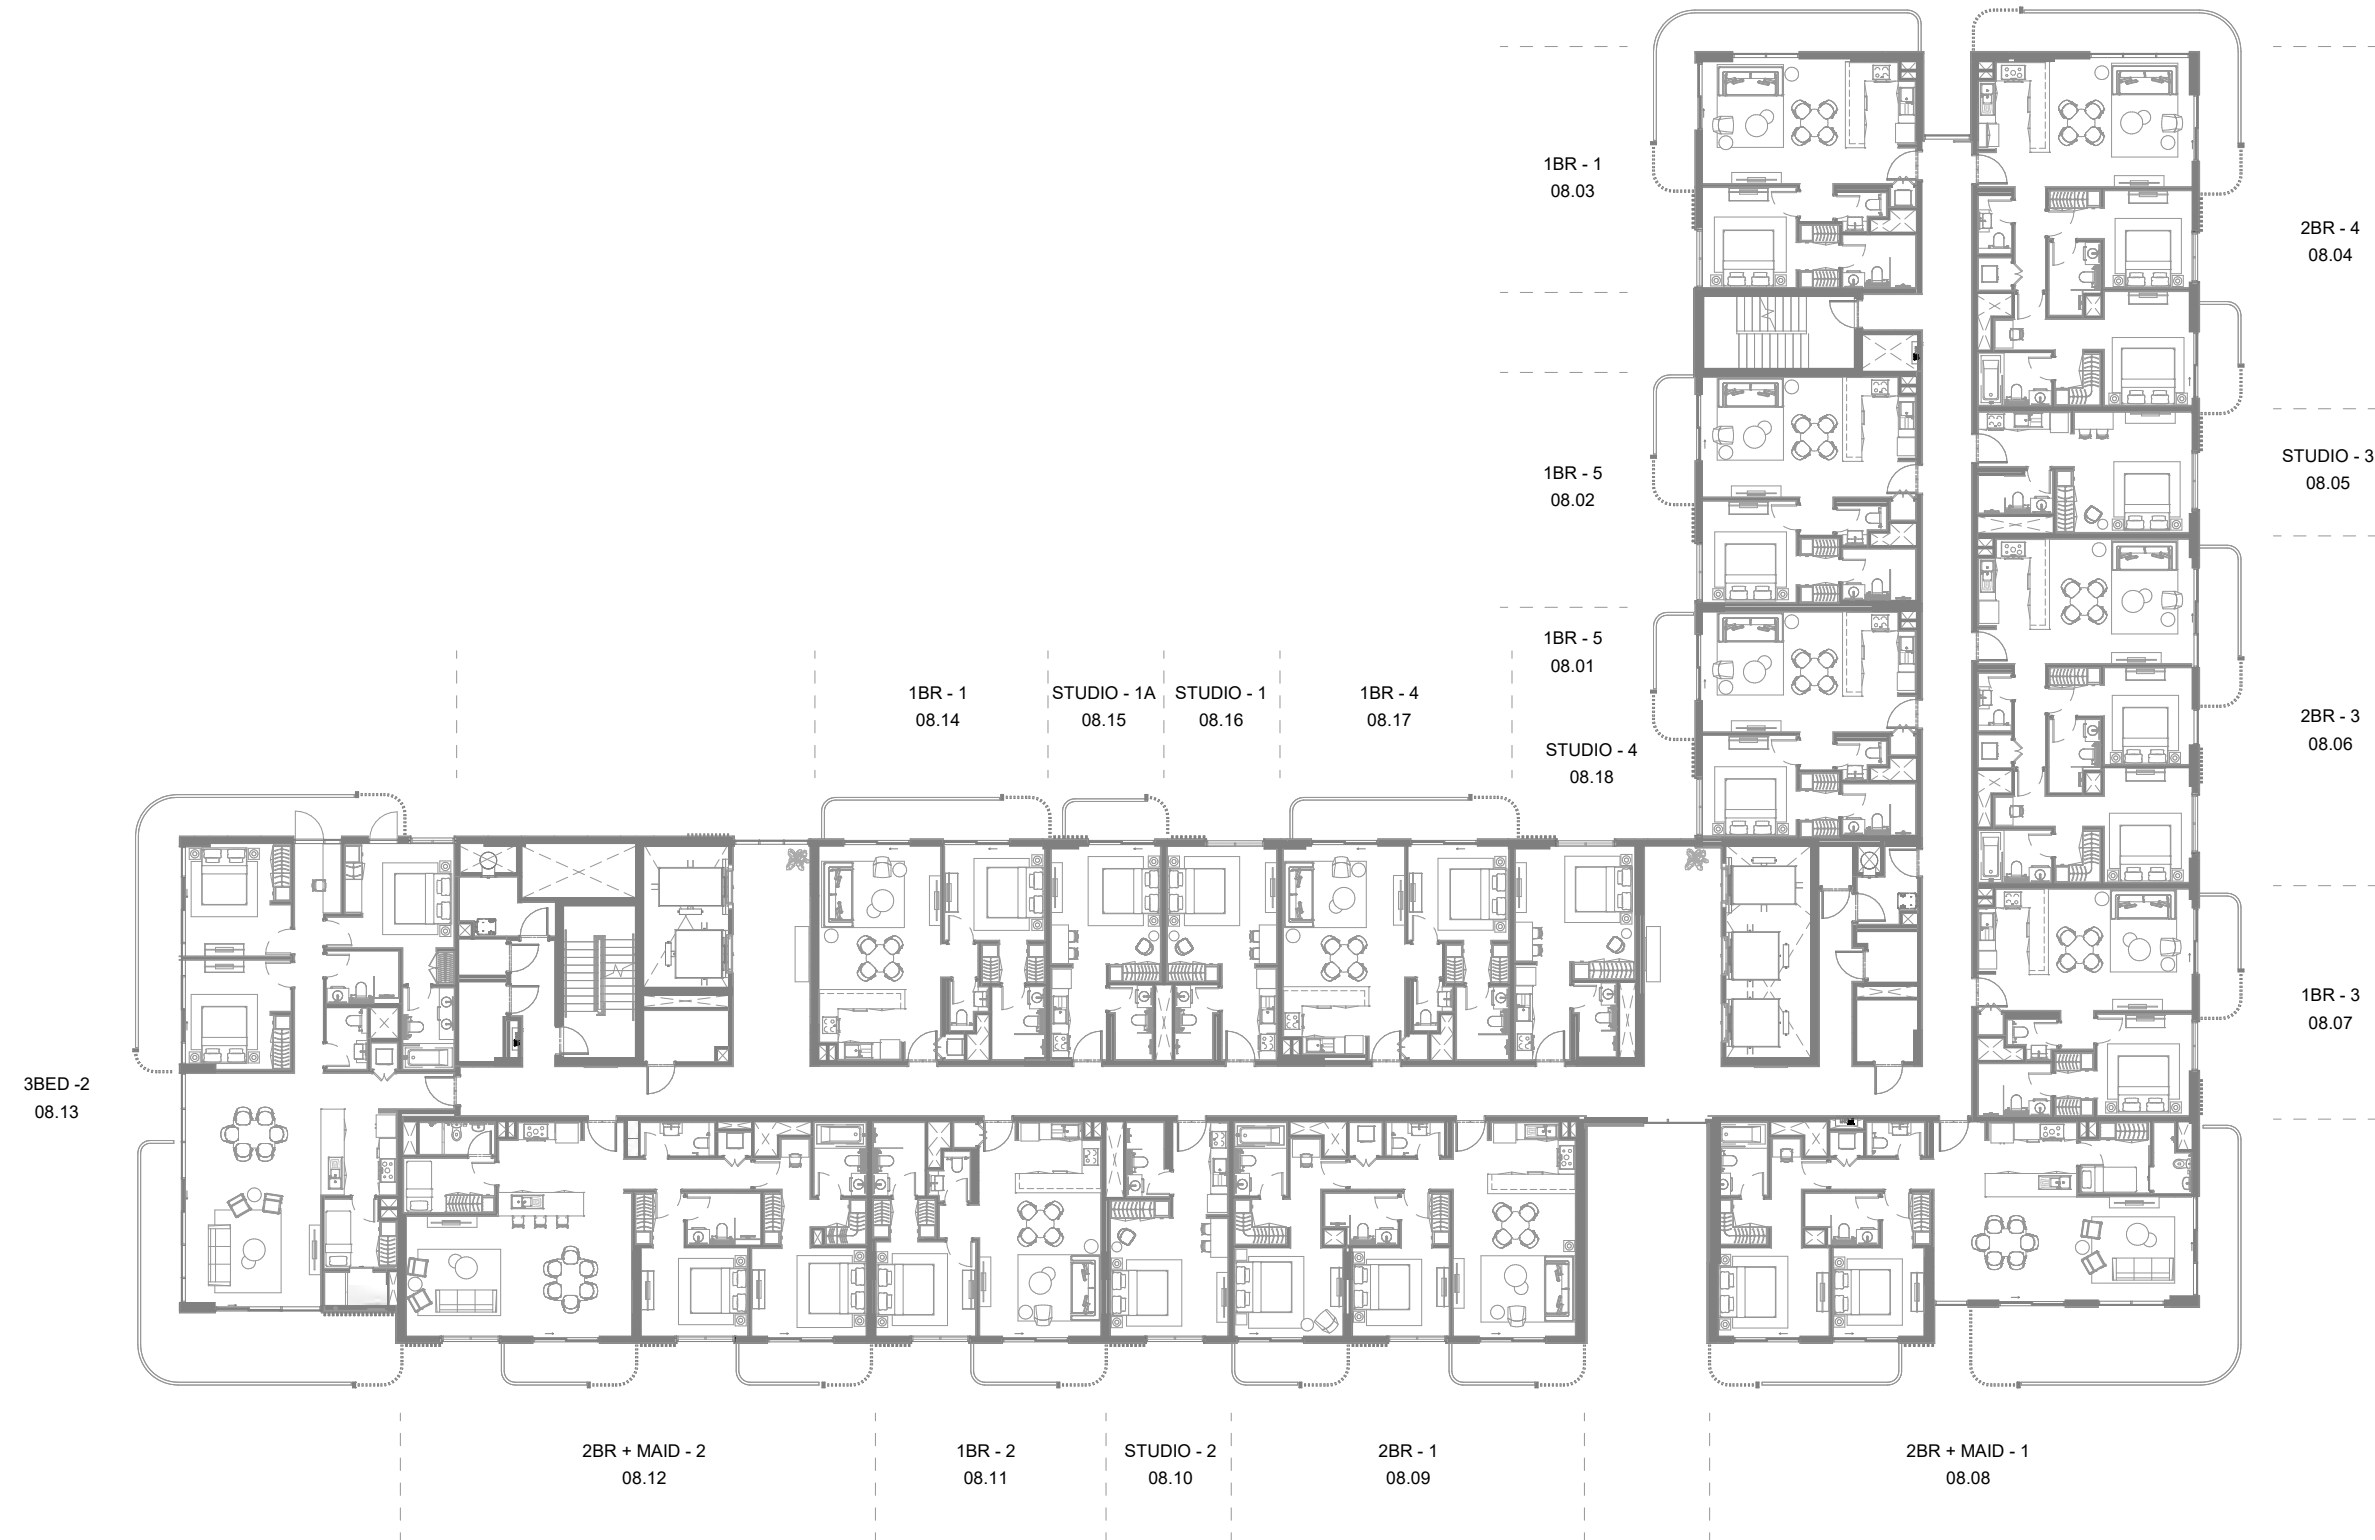 1BR - 1
08.03
2BR - 4
08.04
STUDIO - 3
08.05
1BR - 5
08.02
1BR - 5
08.01
1BR - 1
08.14
STUDIO - 1A
08.15
STUDIO - 1
08.16
1BR - 4
08.17
STUDIO - 4
08.18
2BR - 3
08.06
1BR - 3
08.07
3BED -2
08.13
2BR + MAID - 2
08.12
1BR - 2
08.11
STUDIO - 2
08.10
2BR - 1
08.09
2BR + MAID - 1
08.08